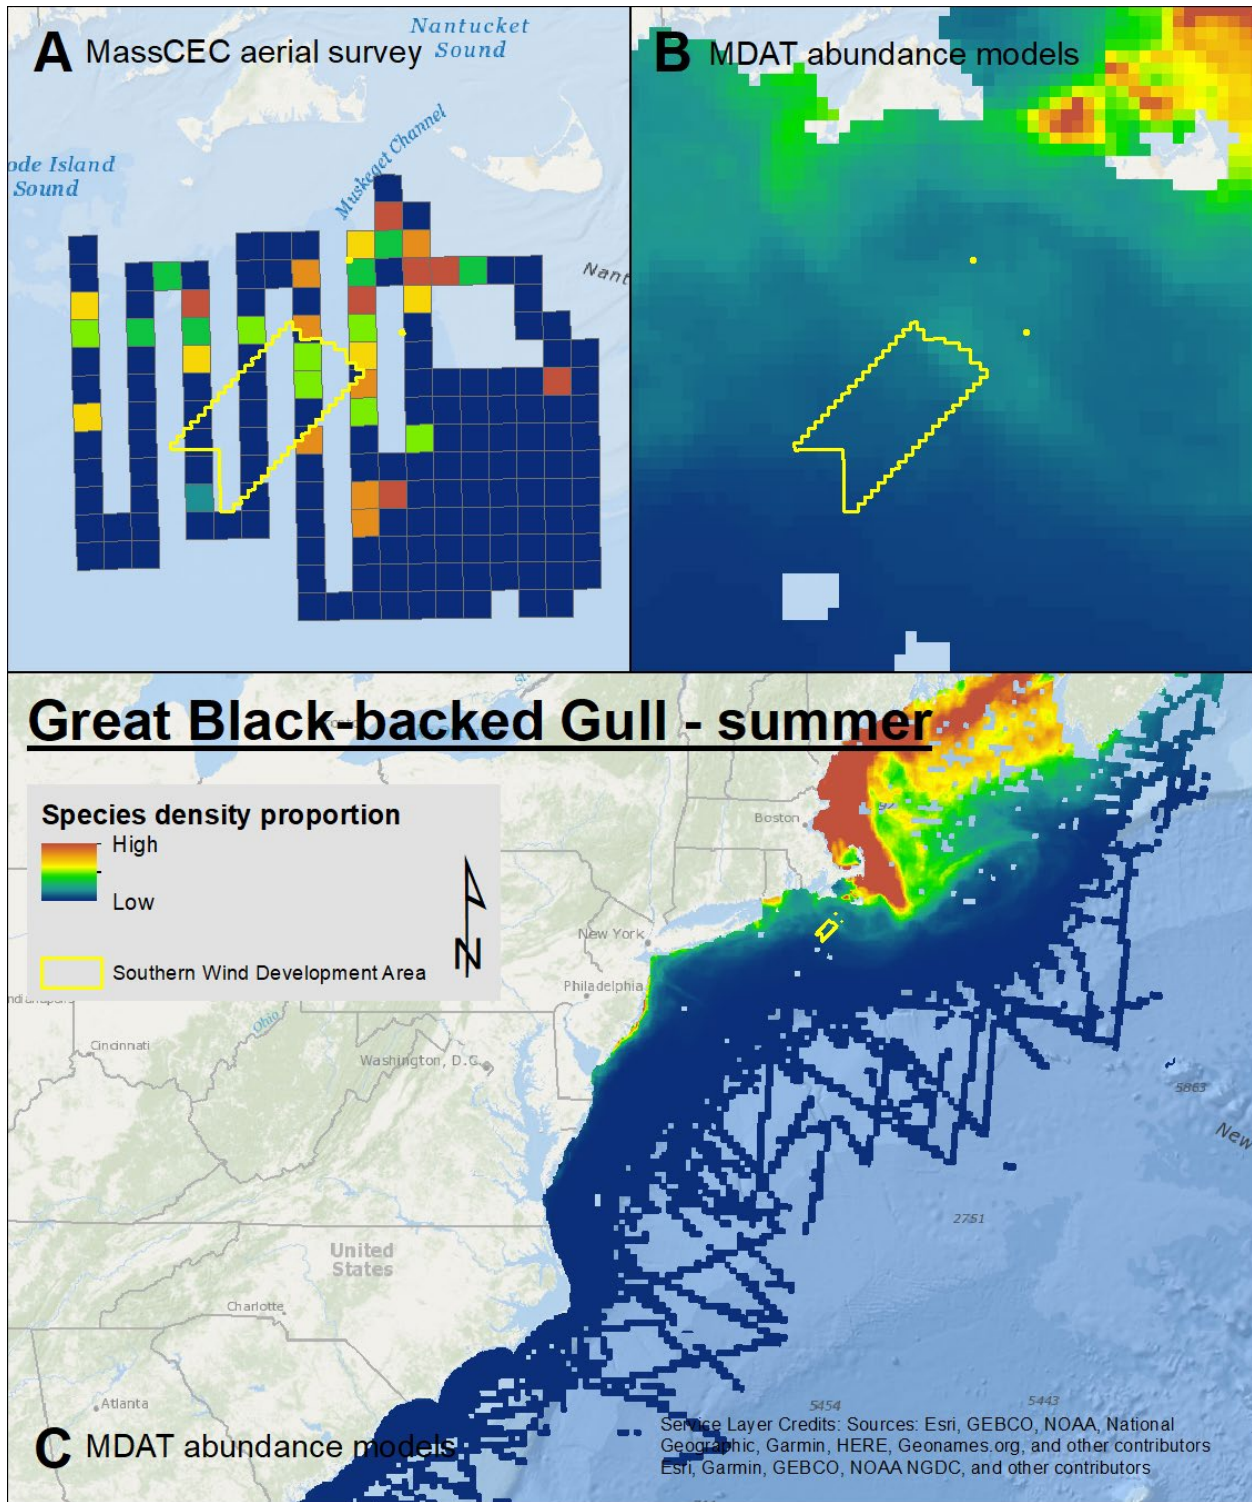 A MassCEC aerial survey
Nantucket
Sound
ode Island
Sound
Muskeget Channel
Nant
B MDAT abundance models
Great Black-backed Gull - summer
Species density proportion
High
Low
N
Southern Wind Development Area
Boston
New York
Philadelphia
Ohio
Cincinnati
Washington, D.C.
5863
New
2751
United
States
Charlotte
Atlanta
5454
5443
C MDAT abundance models
Service Layer Credits: Sources: Esri, GEBCO, NOAA, National
Geographic, Garmin, HERE, Geonames.org, and other contributors
Esri, Garmin, GEBCO, NOAA NGDC, and other contributors